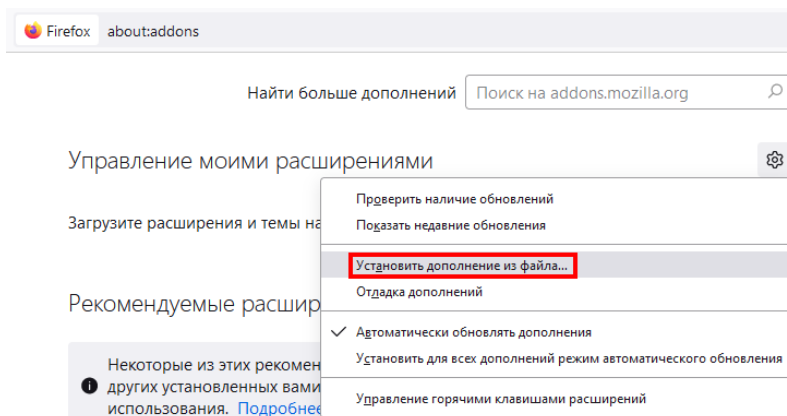 Firefox about:addons
Найти больше дополнений Поиск на addons.mozilla.org
Управление моими расширениями
Проверить наличие обновлений
Загрузите расширения и темы на
Показать недавние обновления
Установить дополнение из файла...
Отладка дополнений
Рекомендуемые расшир
Автоматически обновлять дополнения
Установить для всех дополнений режим автоматического обновления
Некоторые из этих рекомен
других установленных вами
использования. Подробнее
Управление горячими клавишами расширений